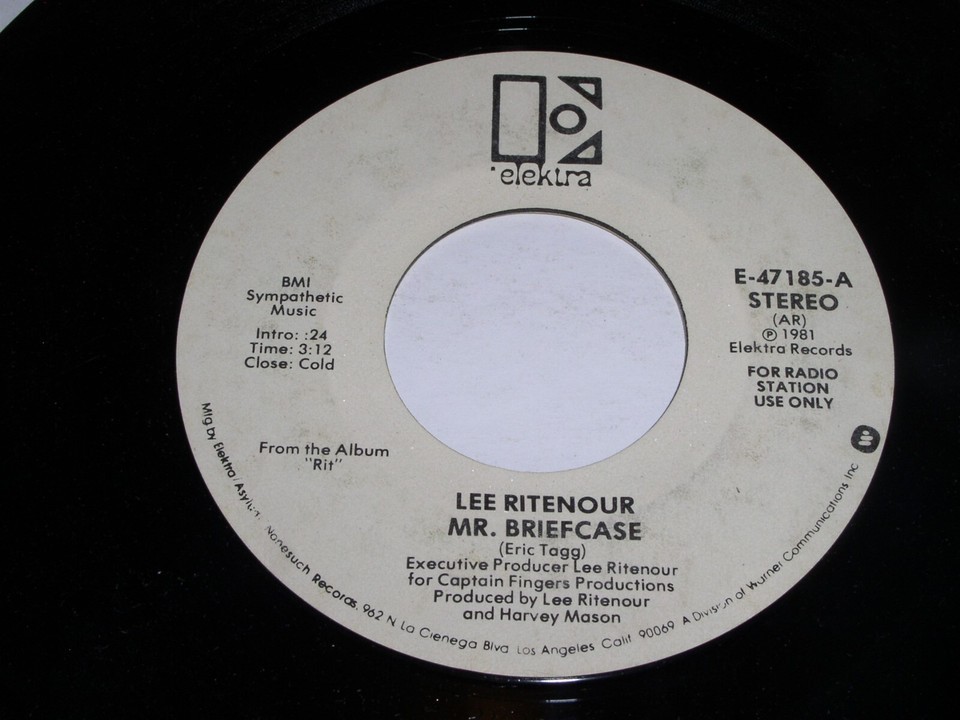 elektra
BMI
Sympathetic
Music
Intro: :24
Time: 3:12
Close: Cold
E-47185-A
STEREO
(AR)
℗ 1981
Elektra Records
FOR RADIO
STATION
USE ONLY
From the Album
"Rit"
LEE RITENOUR
MR. BRIEFCASE
(Eric Tagg)
Executive Producer Lee Ritenour
for Captain Fingers Productions
Produced by Lee Ritenour
and Harvey Mason
Mfg by Elektra/Asylum Nonesuch Records, 962 N La Cienega Blvd Los Angeles Calif 90069 A Division of Warner Communications Inc